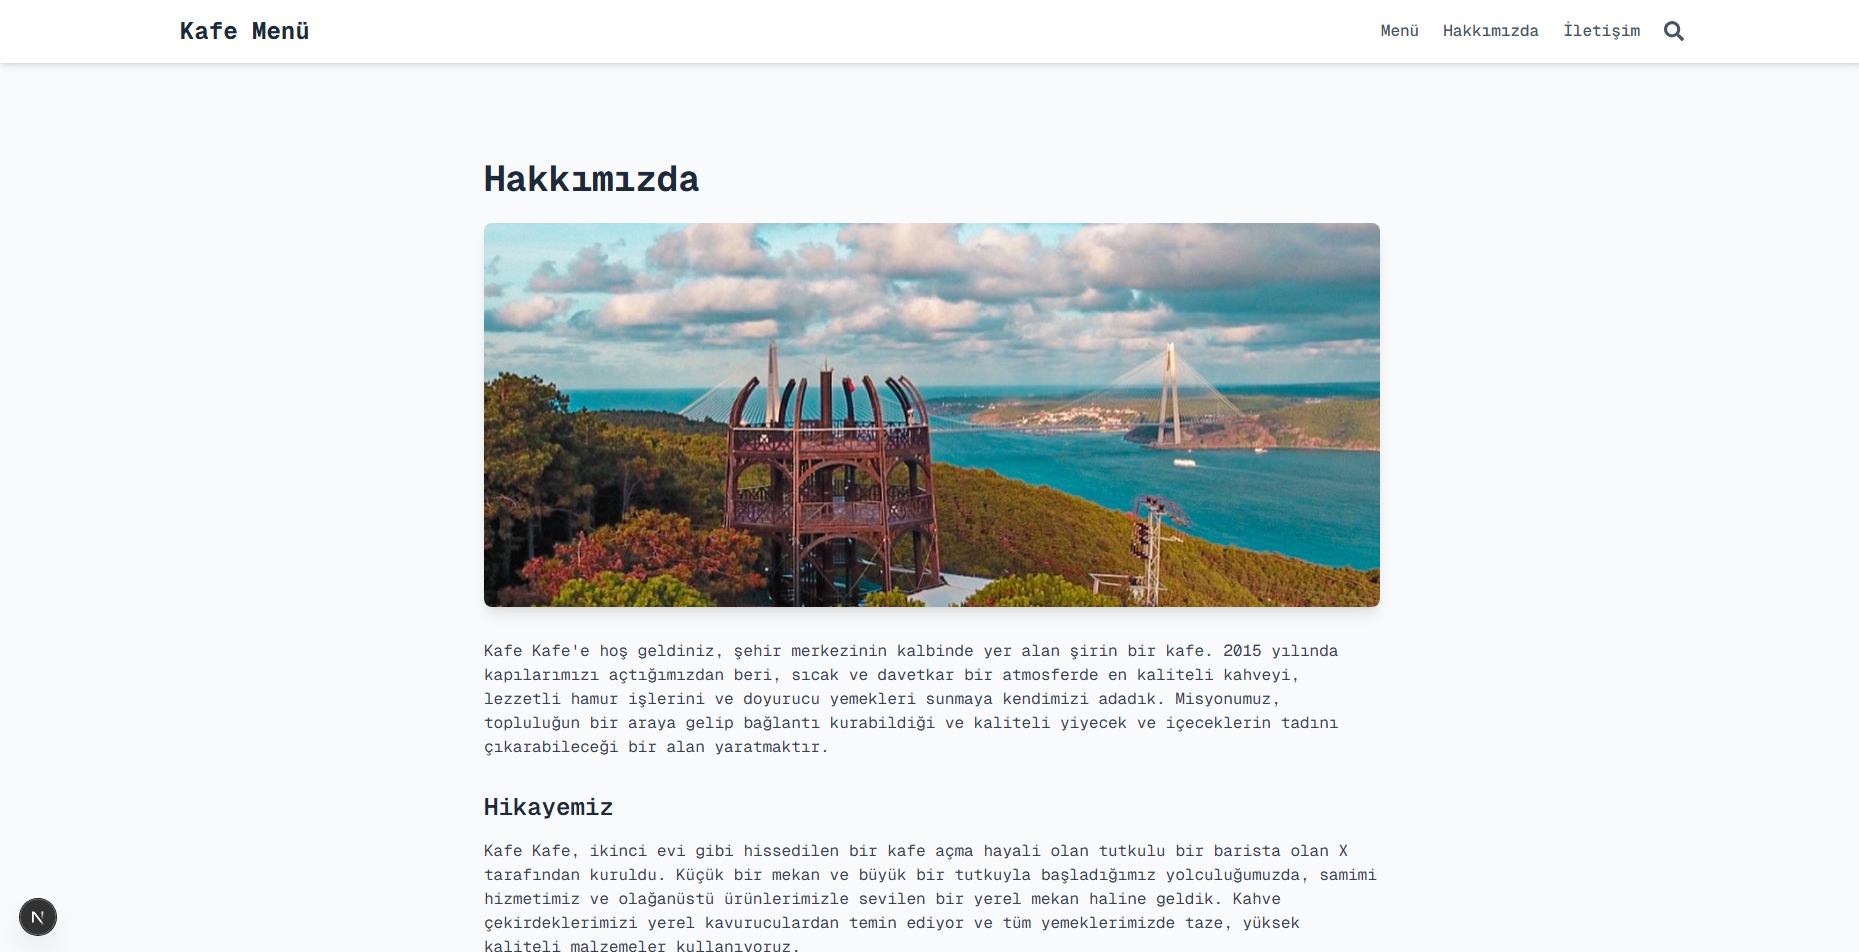 Kafe Menü
Menü Hakkımızda İletişim
Hakkımızda
Kafe Kafe'e hoş geldiniz, şehir merkezinin kalbinde yer alan şirin bir kafe. 2015 yılında
kapılarımızı açtığımızdan beri, sıcak ve davetkar bir atmosferde en kaliteli kahveyi,
lezzetli hamur işlerini ve doyurucu yemekleri sunmaya kendimizi adadık. Misyonumuz,
topluluğun bir araya gelip bağlantı kurabildiği ve kaliteli yiyecek ve içeceklerin tadını
çıkarabileceği bir alan yaratmaktır.
Hikayemiz
Kafe Kafe, ikinci evi gibi hissedilen bir kafe açma hayali olan tutkulu bir barista olan X
tarafından kuruldu. Küçük bir mekan ve büyük bir tutkuyla başladığımız yolculuğumuzda, samimi
hizmetimiz ve olağanüstü ürünlerimizle sevilen bir yerel mekan haline geldik. Kahve
çekirdeklerimizi yerel kavuruculardan temin ediyor ve tüm yemeklerimizde taze, yüksek
kaliteli malzemeler kullanıyoruz.
N